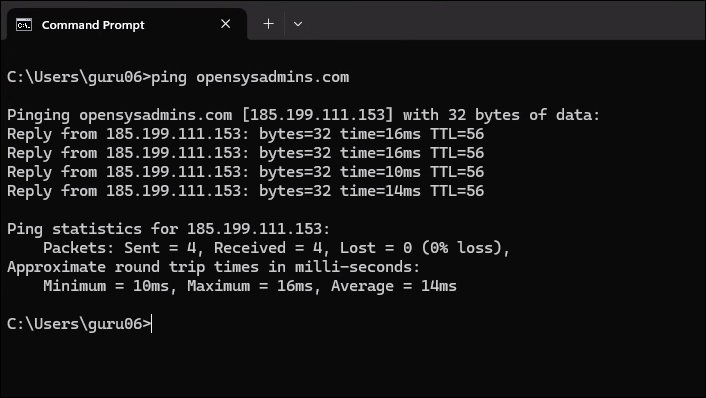 Command Prompt
C:\Users\guru06>ping opensysadmins.com
Pinging opensysadmins.com [185.199.111.153] with 32 bytes of data:
Reply from 185.199.111.153: bytes=32 time=16ms TTL=56
Reply from 185.199.111.153: bytes=32 time=16ms TTL=56
Reply from 185.199.111.153: bytes=32 time=10ms TTL=56
Reply from 185.199.111.153: bytes=32 time=14ms TTL=56
Ping statistics for 185.199.111.153:
    Packets: Sent = 4, Received = 4, Lost = 0 (0% loss),
Approximate round trip times in milli-seconds:
    Minimum = 10ms, Maximum = 16ms, Average = 14ms
C:\Users\guru06>